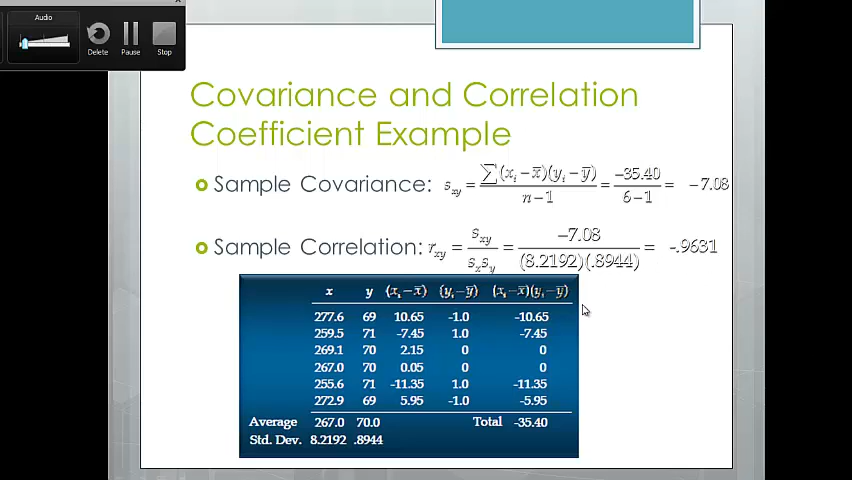 Audio
Delete
Pause
Stop
Covariance and Correlation
Coefficient Example
Sample Covariance: s_xy = ∑(x_i − x̄)(y_i − ȳ) / n−1 = −35.40 / 6−1 = −7.08
Sample Correlation: r_xy = s_xy / s_x s_y = −7.08 / (8.2192)(.8944) = -.9631
x y (x_i − x̄) (y_i − ȳ) (x_i − x̄)(y_i − ȳ)
277.6 69 10.65 -1.0 -10.65
259.5 71 -7.45 1.0 -7.45
269.1 70 2.15 0 0
267.0 70 0.05 0 0
255.6 71 -11.35 1.0 -11.35
272.9 69 5.95 -1.0 -5.95
Average 267.0 70.0 Total -35.40
Std. Dev. 8.2192 .8944